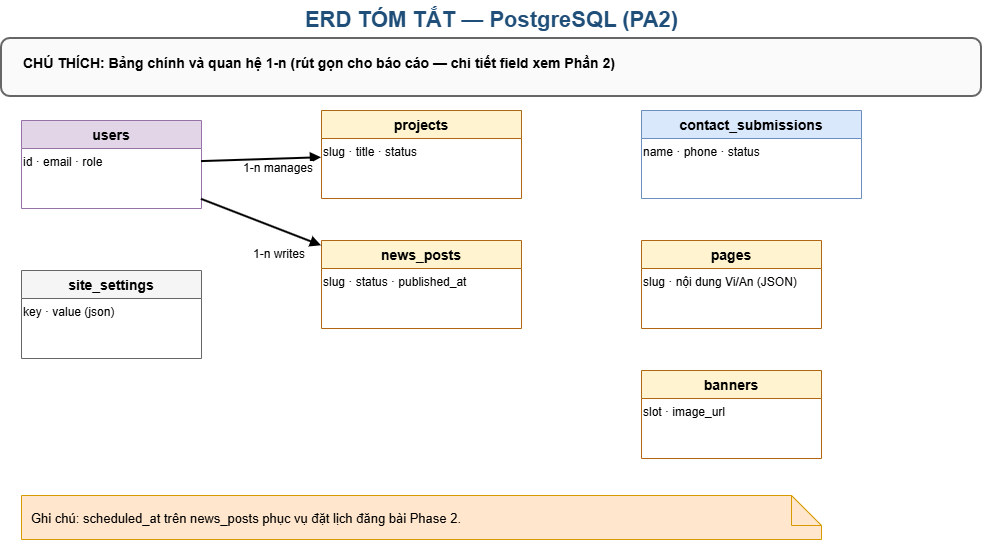 ERD TÓM TẮT — PostgreSQL (PA2)
CHÚ THÍCH: Bảng chính và quan hệ 1-n (rút gọn cho báo cáo — chi tiết field xem Phần 2)
users
id · email · role
1-n manages
1-n writes
projects
slug · title · status
contact_submissions
name · phone · status
news_posts
slug · status · published_at
pages
slug · nội dung Vi/An (JSON)
site_settings
key · value (json)
banners
slot · image_url
Ghi chú: scheduled_at trên news_posts phục vụ đặt lịch đăng bài Phase 2.